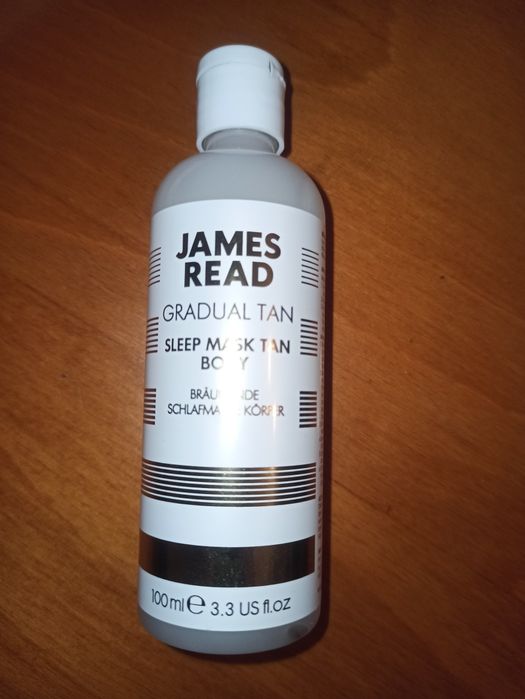 JAMES
READ
GRADUAL TAN
SLEEP MASK TAN
BODY
BRÄUNENDE
SCHLAFMASKE KÖRPER
100ml ℮ 3.3 US fl.oz